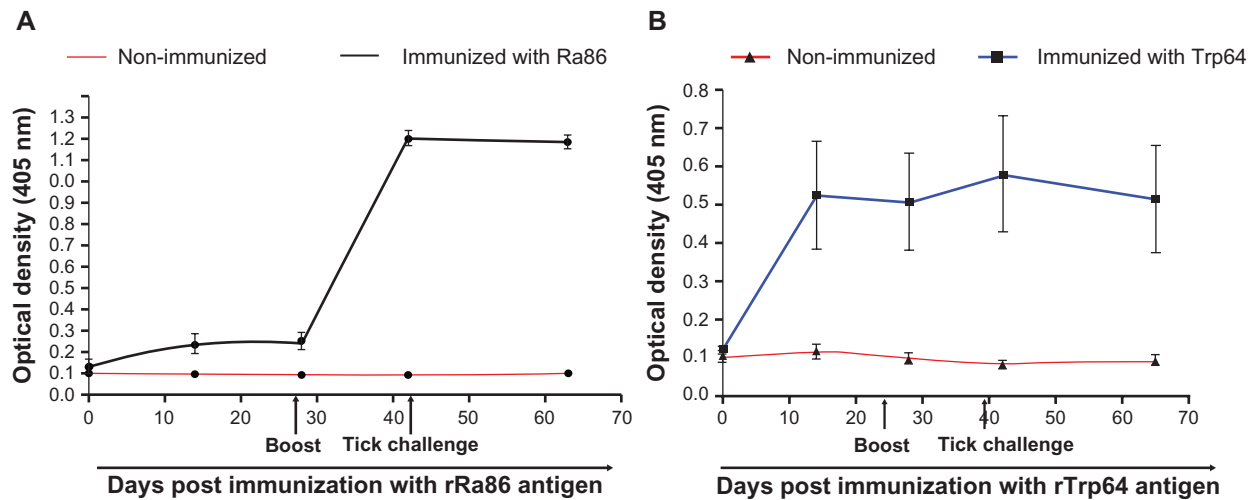 A
Non-immunized
Immunized with Ra86
Optical density (405 nm)
1.3
1.2
0.0
1.0
0.9
0.8
0.7
0.6
0.5
0.4
0.3
0.2
0.1
0.0
0 10 20 30 40 50 60 70
Boost
Tick challenge
Days post immunization with rRa86 antigen
B
Non-immunized
Immunized with Trp64
Optical density (405 nm)
0.8
0.7
0.6
0.5
0.4
0.3
0.2
0.1
0.0
0 10 20 30 40 50 60 70
Boost
Tick challenge
Days post immunization with rTrp64 antigen